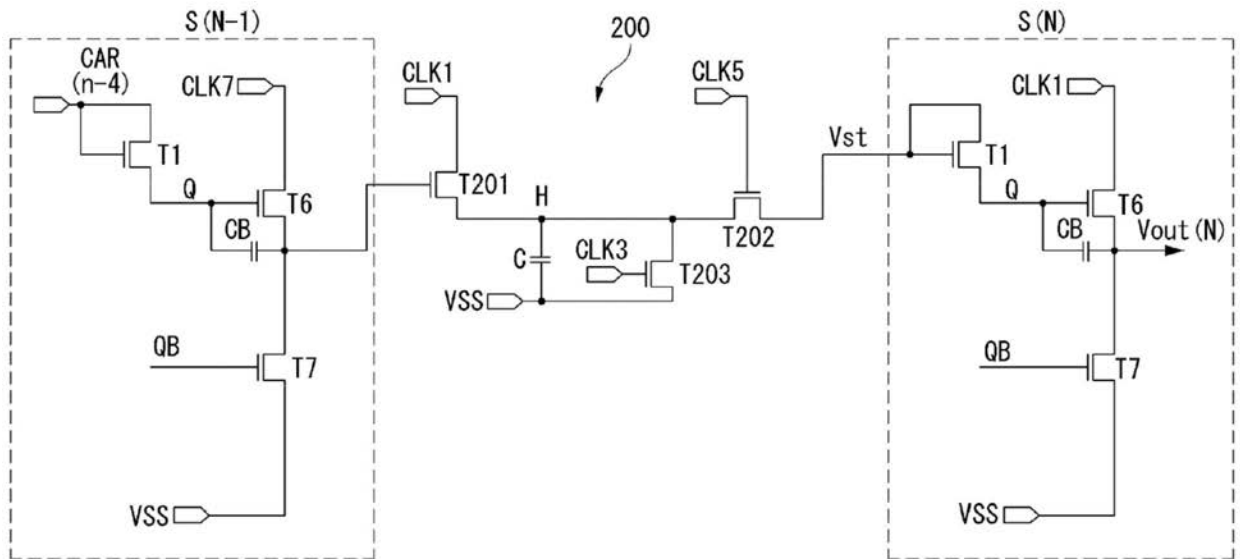 S(N-1)
200
S(N)
CAR
(n-4)
CLK7
CLK1
CLK5
CLK1
T1
Vst
T1
Q
T6
T201
H
T202
Q
T6
CB
C
CLK3
T203
CB
Vout(N)
VSS
QB
T7
QB
T7
VSS
VSS